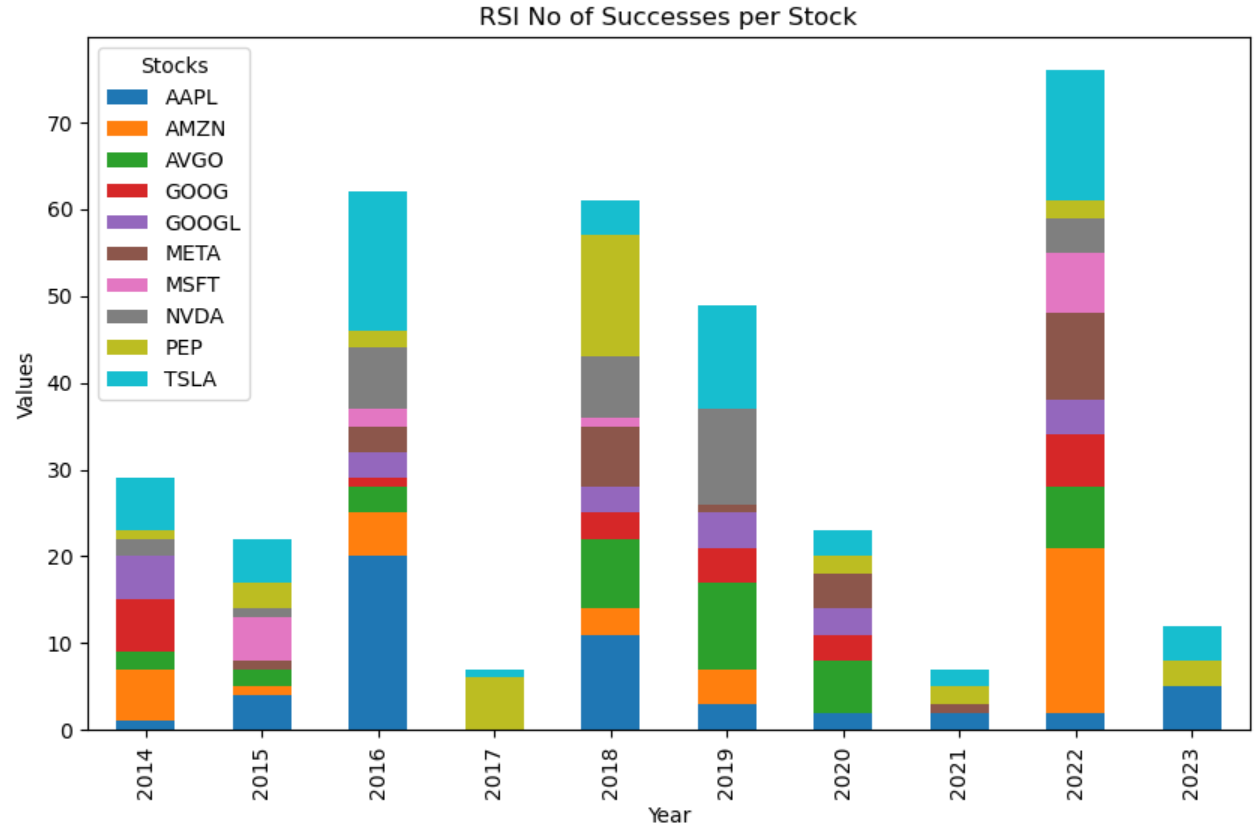 RSI No of Successes per Stock
Stocks
AAPL
AMZN
AVGO
GOOG
GOOGL
META
MSFT
NVDA
PEP
TSLA
Values
70
60
50
40
30
20
10
0
2014 2015 2016 2017 2018 2019 2020 2021 2022 2023
Year